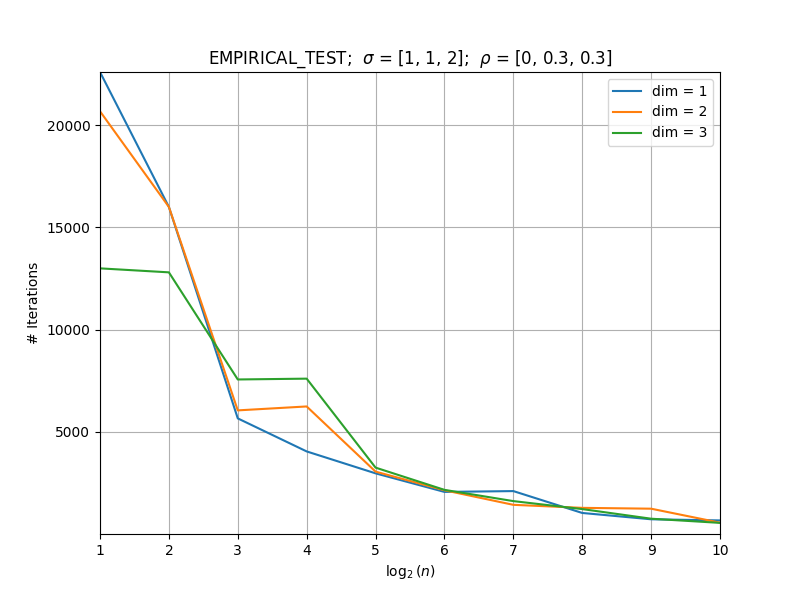 EMPIRICAL_TEST; σ = [1, 1, 2]; ρ = [0, 0.3, 0.3]
dim = 1
dim = 2
dim = 3
20000
15000
10000
5000
# Iterations
1 2 3 4 5 6 7 8 9 10
log₂(n)